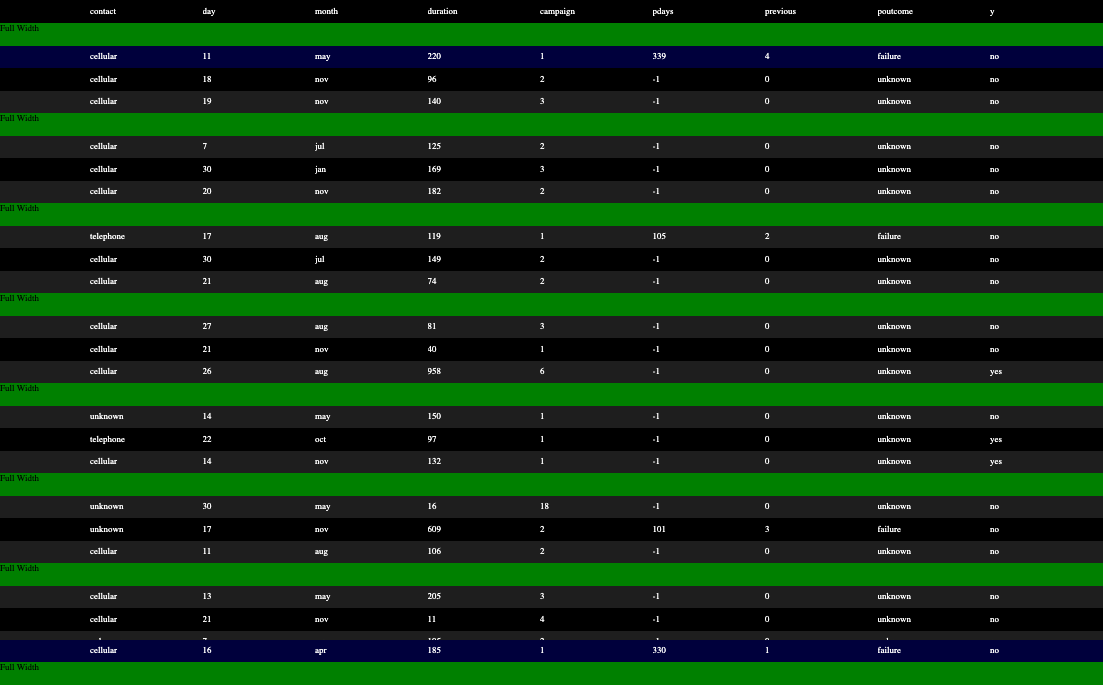 contact day month duration campaign pdays previous poutcome y
Full Width
cellular 11 may 220 1 339 4 failure no
cellular 18 nov 96 2 -1 0 unknown no
cellular 19 nov 140 3 -1 0 unknown no
Full Width
cellular 7 jul 125 2 -1 0 unknown no
cellular 30 jan 169 3 -1 0 unknown no
cellular 20 nov 182 2 -1 0 unknown no
Full Width
telephone 17 aug 119 1 105 2 failure no
cellular 30 jul 149 2 -1 0 unknown no
cellular 21 aug 74 2 -1 0 unknown no
Full Width
cellular 27 aug 81 3 -1 0 unknown no
cellular 21 nov 40 1 -1 0 unknown no
cellular 26 aug 958 6 -1 0 unknown yes
Full Width
unknown 14 may 150 1 -1 0 unknown no
telephone 22 oct 97 1 -1 0 unknown yes
cellular 14 nov 132 1 -1 0 unknown yes
Full Width
unknown 30 may 16 18 -1 0 unknown no
unknown 17 nov 609 2 101 3 failure no
cellular 11 aug 106 2 -1 0 unknown no
Full Width
cellular 13 may 205 3 -1 0 unknown no
cellular 21 nov 11 4 -1 0 unknown no
cellular 16 apr 185 1 330 1 failure no
Full Width